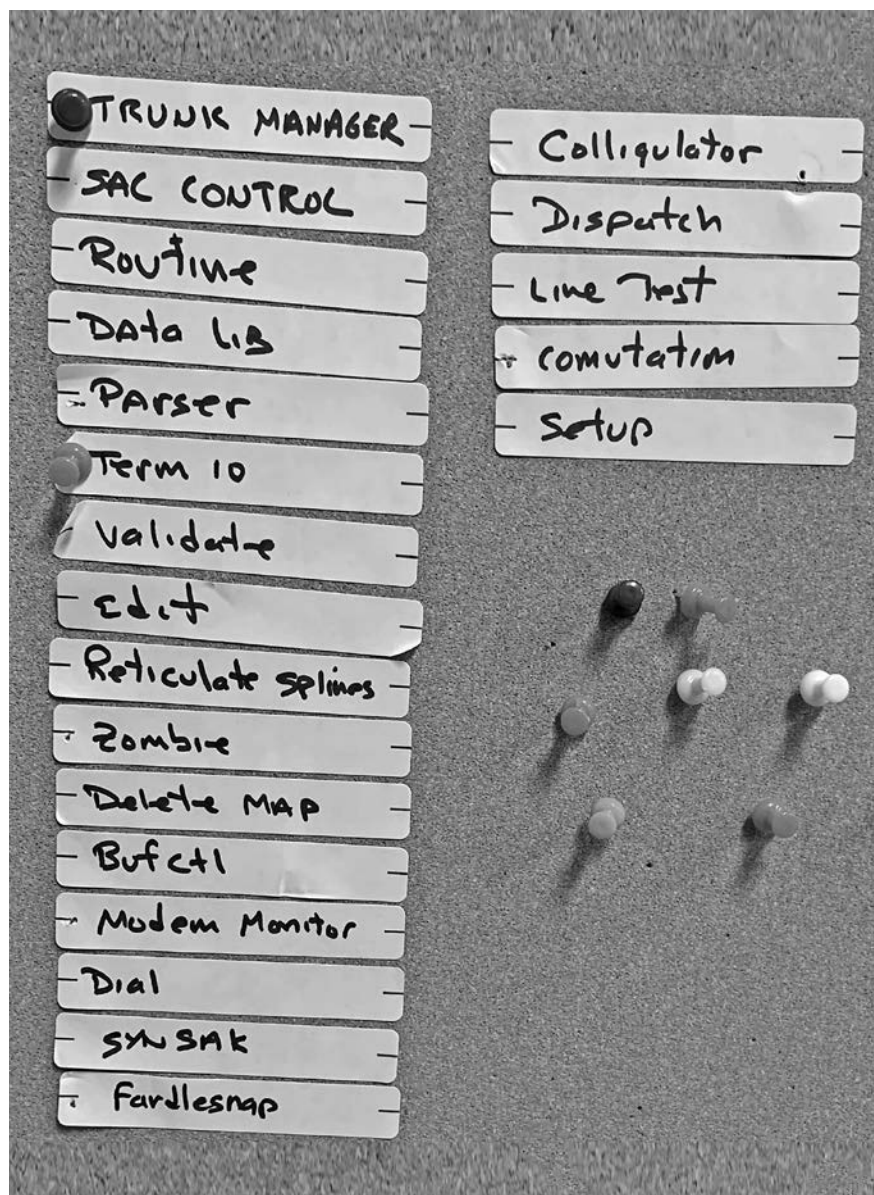 TRUNK MANAGER
SAC CONTROL
Routine
DAta LIB
PArser
Term IO
Validate
Edit
Reticulate Splines
Zombie
Delete MAP
Bufctl
Modem Monitor
Dial
SYNSAK
Fardlesnap
Colliqulator
Dispatch
Line Test
Comutation
Setup